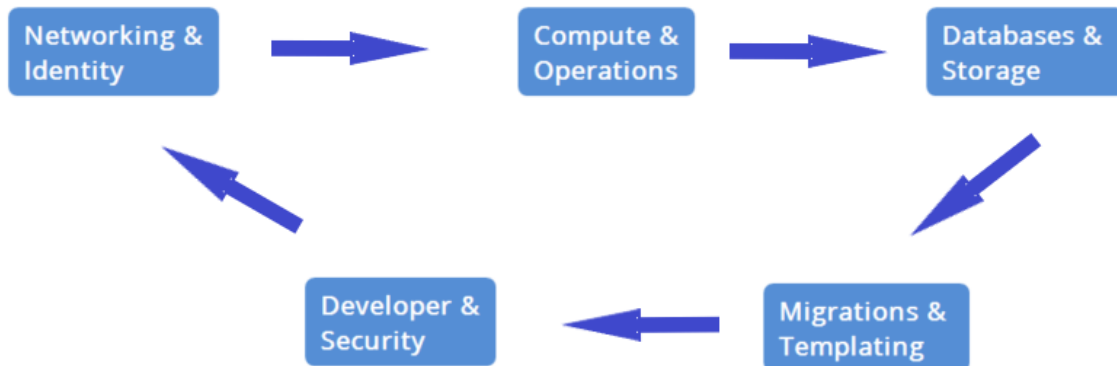 Networking &
Identity
Compute &
Operations
Databases &
Storage
Migrations &
Templating
Developer &
Security